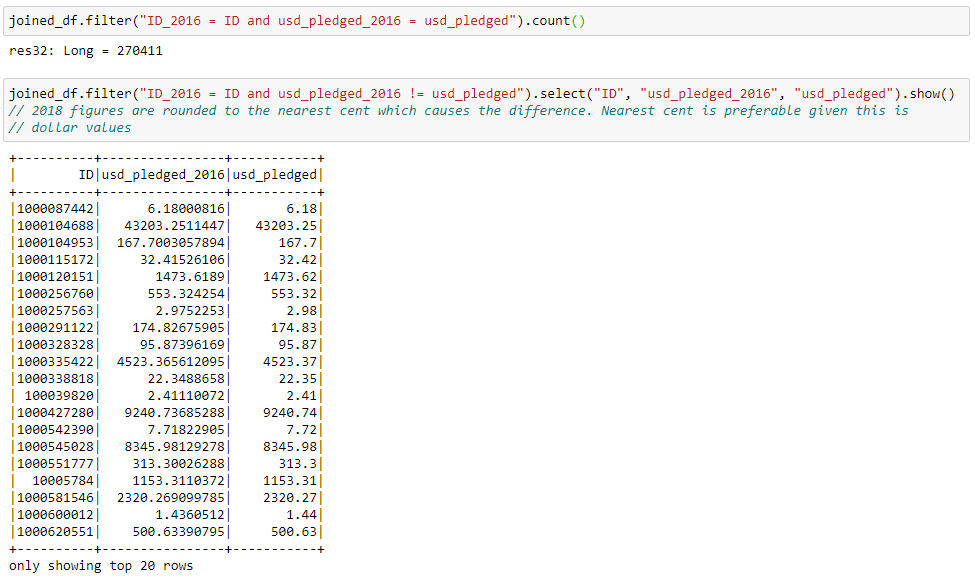 joined_df.filter("ID_2016 = ID and usd_pledged_2016 = usd_pledged").count()
res32: Long = 270411
joined_df.filter("ID_2016 = ID and usd_pledged_2016 != usd_pledged").select("ID", "usd_pledged_2016", "usd_pledged").show()
// 2018 figures are rounded to the nearest cent which causes the difference. Nearest cent is preferable given this is
// dollar values
+----------+----------------+-----------+
|        ID|usd_pledged_2016|usd_pledged|
+----------+----------------+-----------+
|1000087442|      6.18000816|       6.18|
|1000104688|   43203.2511447|   43203.25|
|1000104953|  167.7003057894|      167.7|
|1000115172|     32.41526106|      32.42|
|1000120151|       1473.6189|    1473.62|
|1000256760|      553.324254|     553.32|
|1000257563|       2.9752253|       2.98|
|1000291122|    174.82675905|     174.83|
|1000328328|     95.87396169|      95.87|
|1000335422|  4523.365612095|    4523.37|
|1000338818|      22.3488658|      22.35|
| 100039820|      2.41110072|       2.41|
|1000427280|   9240.73685288|    9240.74|
|1000542390|      7.71822905|       7.72|
|1000545028|   8345.98129278|    8345.98|
|1000551777|    313.30026288|      313.3|
|  10005784|    1153.3110372|    1153.31|
|1000581546|  2320.269099785|    2320.27|
|1000600012|       1.4360512|       1.44|
|1000620551|    500.63390795|     500.63|
+----------+----------------+-----------+
only showing top 20 rows